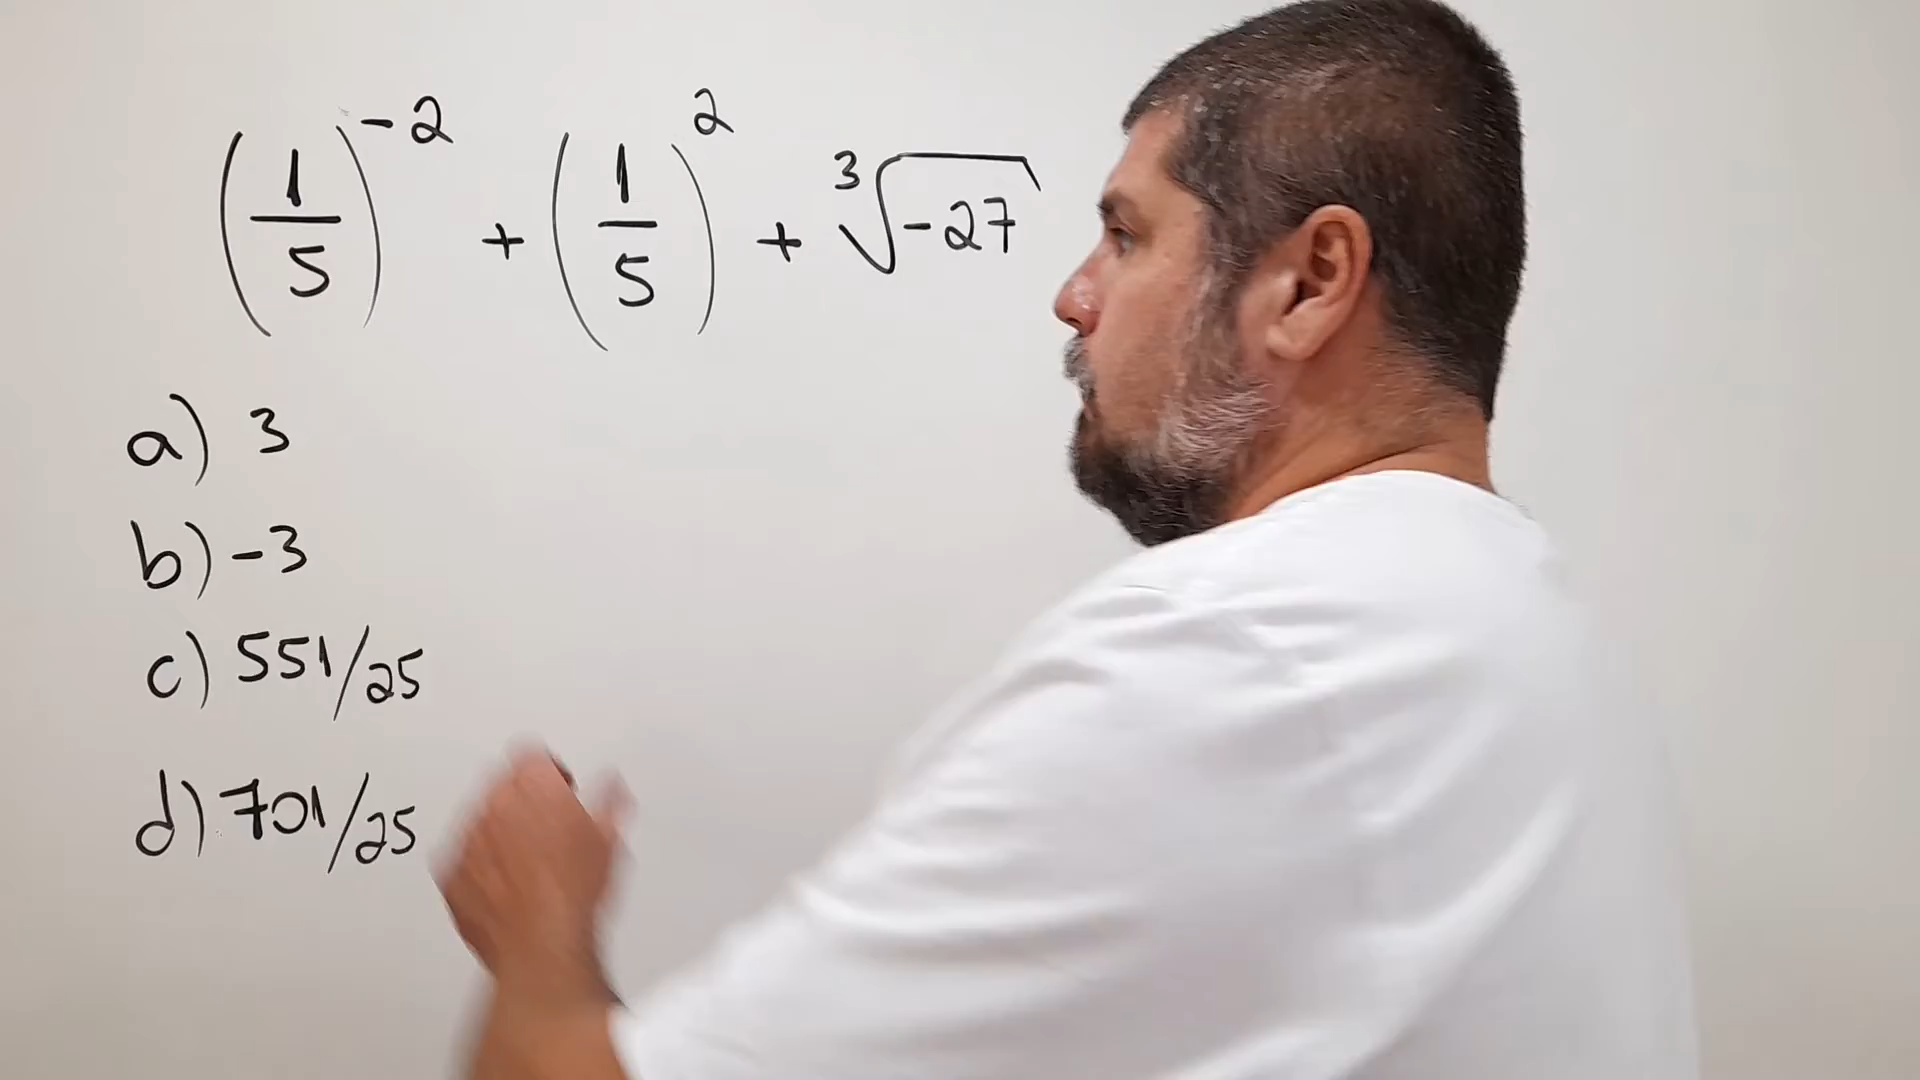 (1/5)^-2 + (1/5)^2 + ∛-27
a) 3
b) -3
c) 551/25
d) 701/25